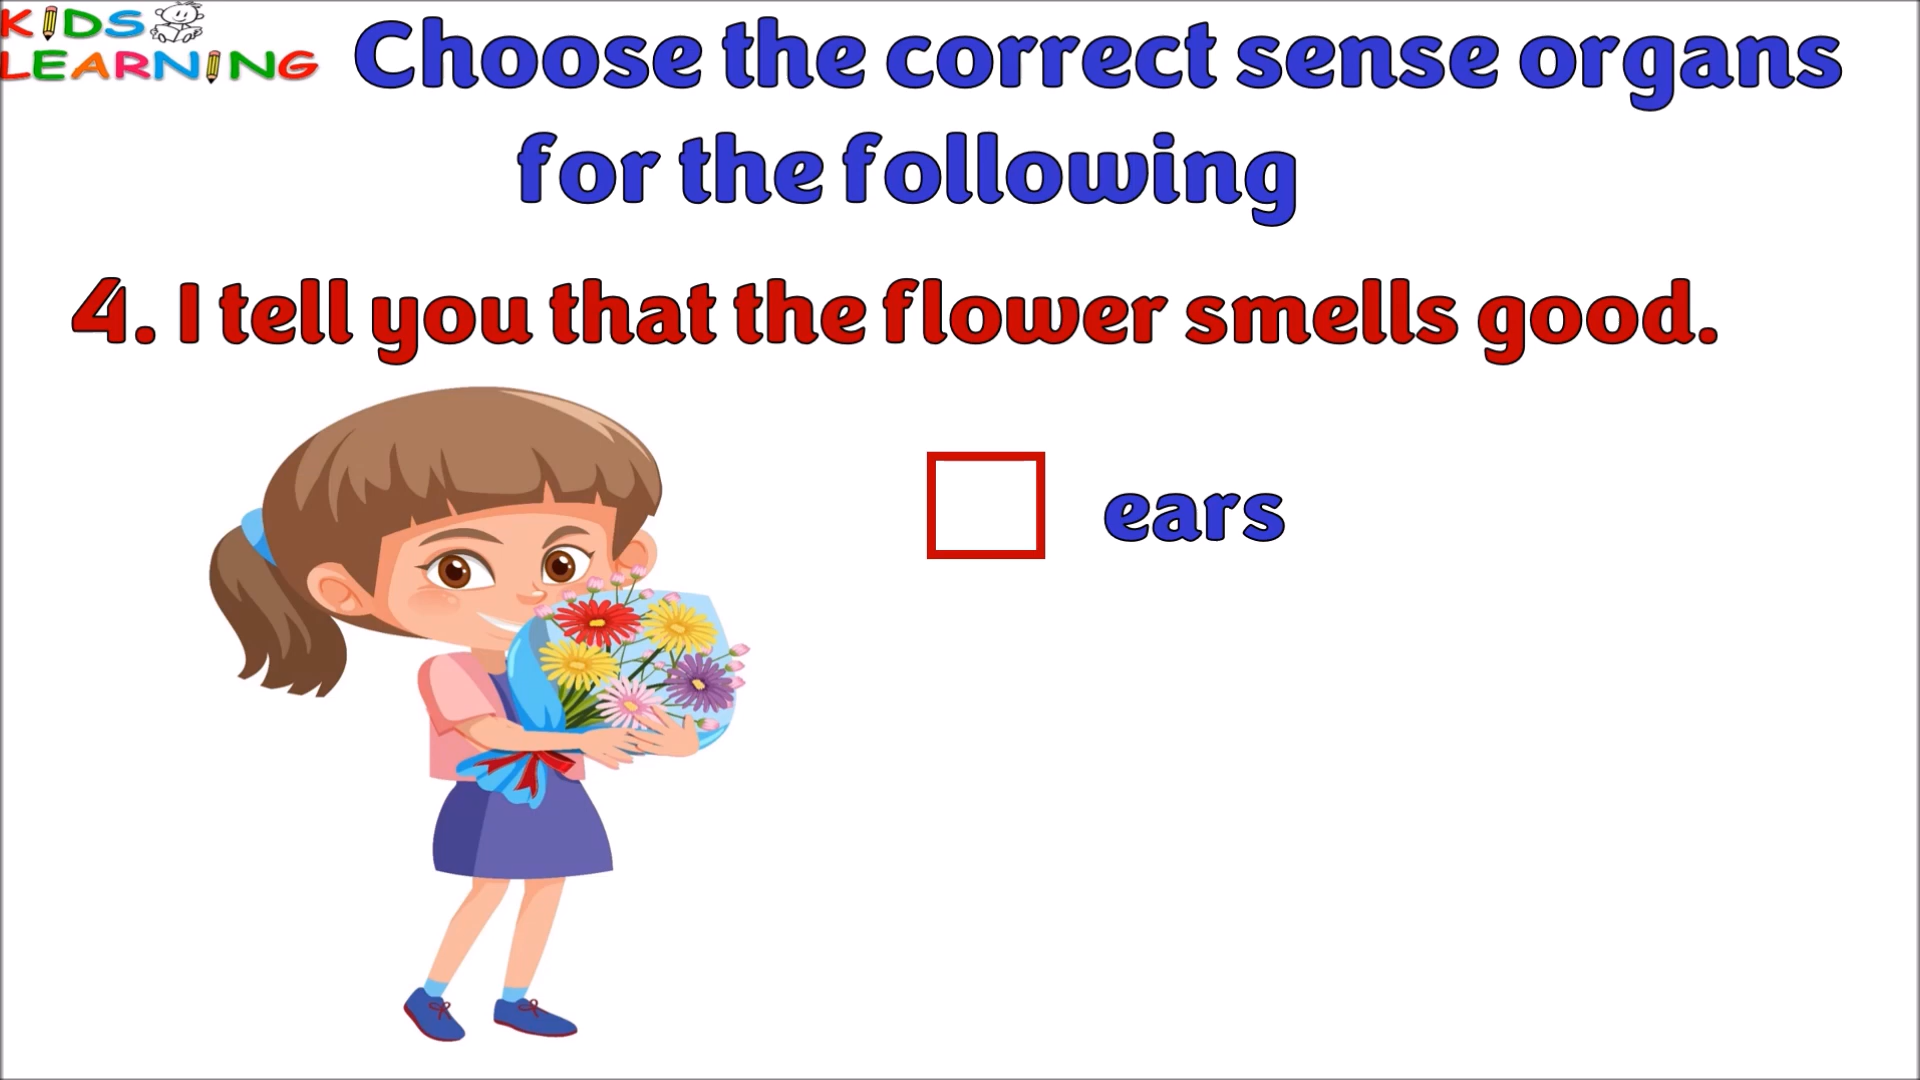 KIDS
LEARNING
Choose the correct sense organs
for the following
4. I tell you that the flower smells good.
ears